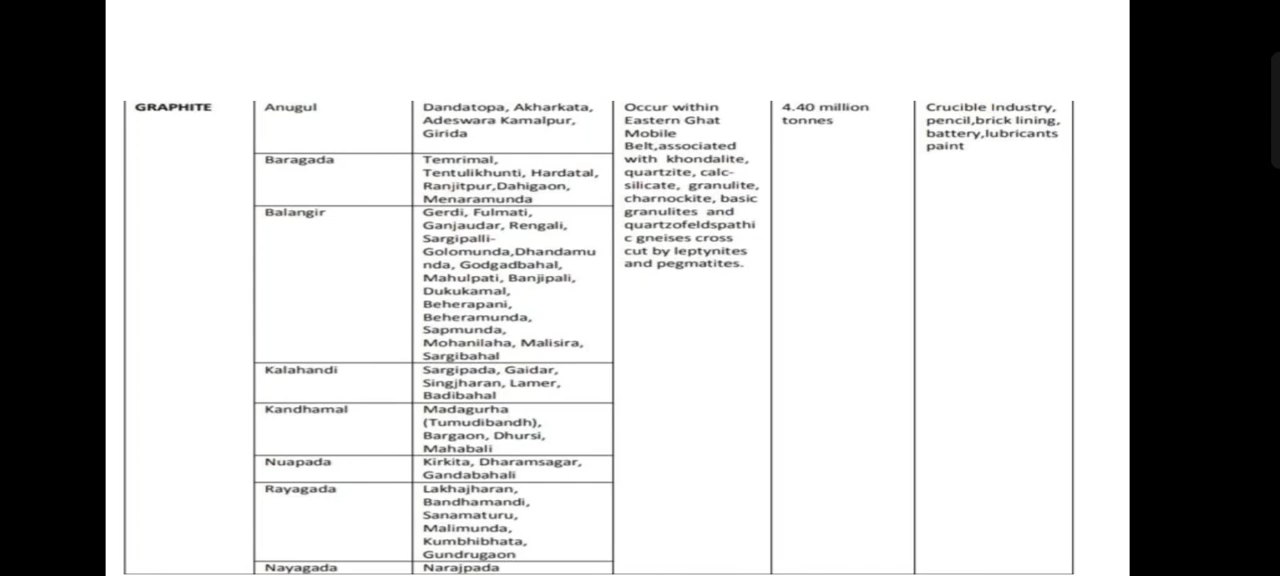 GRAPHITE
Anugul
Dandatopa, Akharkata,
Adeswara Kamalpur,
Girida
Occur within
Eastern Ghat
Mobile
Belt,associated
with khondalite,
quartzite, calc-
silicate, granulite,
charnockite, basic
granulites and
quartzofeldspathi
c gneises cross
cut by leptynites
and pegmatites.
4.40 million
tonnes
Crucible Industry,
pencil,brick lining,
battery,lubricants
paint
Baragada
Temrimal,
Tentulikhunti, Hardatal,
Ranjitpur,Dahigaon,
Menaramunda
Balangir
Gerdi, Fulmati,
Ganjaudar, Rengali,
Sargipalli-
Golomunda,Dhandamu
nda, Godgadbahal,
Mahulpati, Banjipali,
Dukukamal,
Beherapani,
Beheramunda,
Sapmunda,
Mohanilaha, Malisira,
Sargibahal
Kalahandi
Sargipada, Gaidar,
Singjharan, Lamer,
Badibahal
Kandhamal
Madagurha
(Tumudibandh),
Bargaon, Dhursi,
Mahabali
Nuapada
Kirkita, Dharamsagar,
Gandabahali
Rayagada
Lakhajharan,
Bandhamandi,
Sanamaturu,
Malimunda,
Kumbhibhata,
Gundrugaon
Nayagada
Narajpada